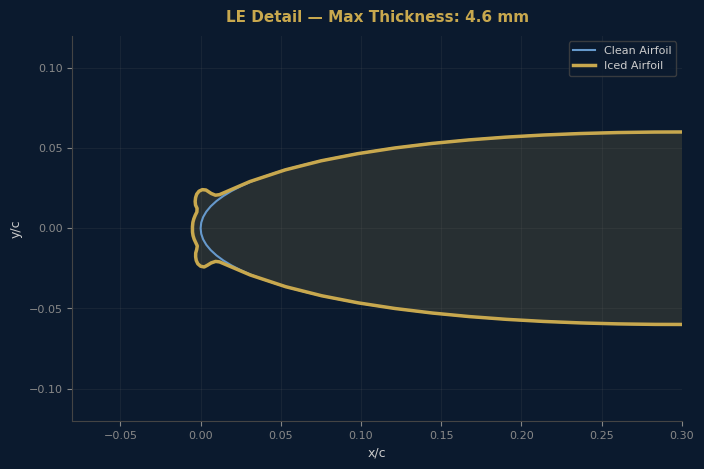 LE Detail — Max Thickness: 4.6 mm
Clean Airfoil
Iced Airfoil
0.10
0.05
0.00
−0.05
−0.10
y/c
−0.05
0.00
0.05
0.10
0.15
0.20
0.25
0.30
x/c